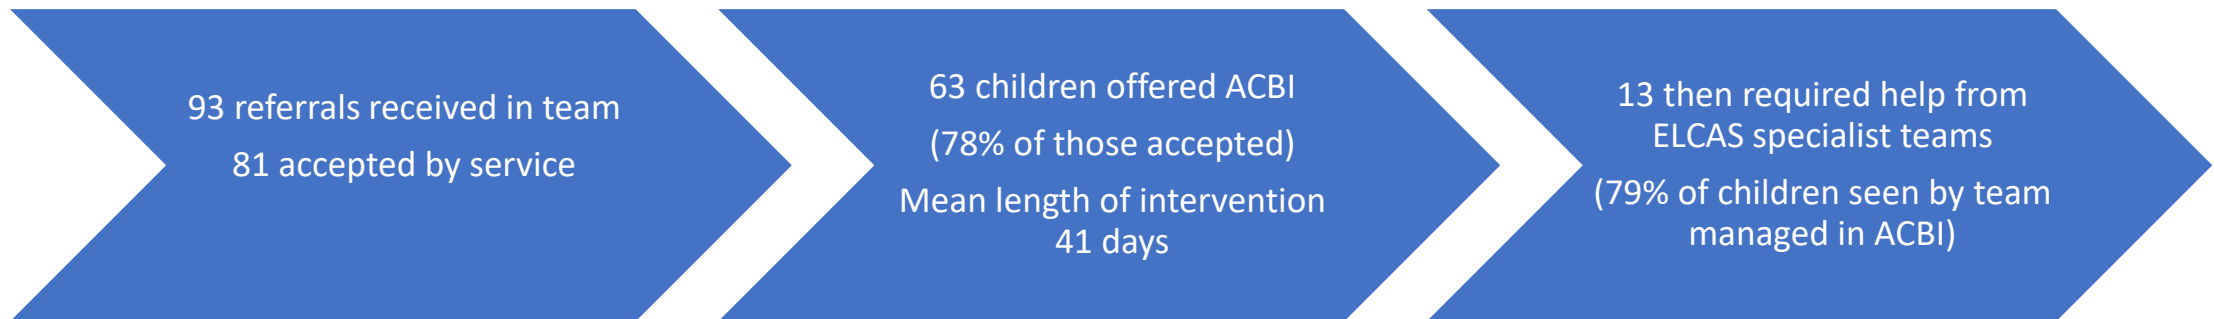 93 referrals received in team
81 accepted by service
63 children offered ACBI
(78% of those accepted)
Mean length of intervention
41 days
13 then required help from
ELCAS specialist teams
(79% of children seen by team
managed in ACBI)